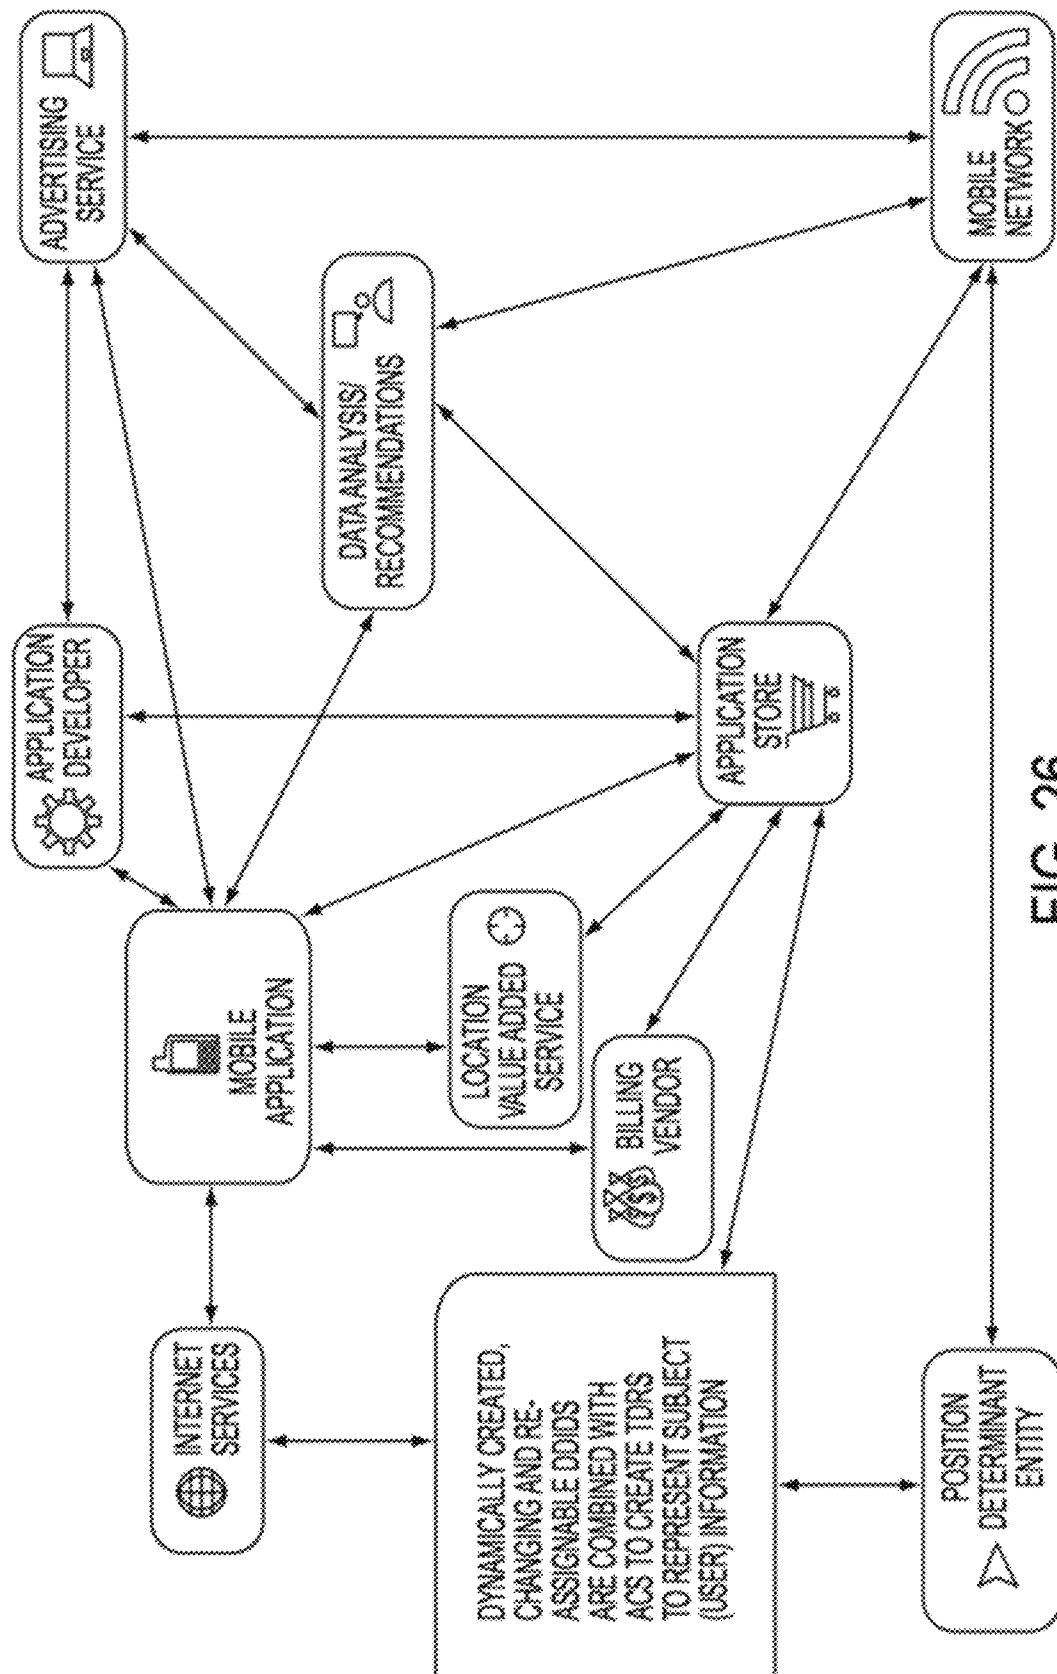 INTERNET
SERVICES
MOBILE
APPLICATION
APPLICATION
DEVELOPER
ADVERTISING
SERVICE
DYNAMICALLY CREATED,
CHANGING AND RE-
ASSIGNABLE DDIDS
ARE COMBINED WITH
ACS TO CREATE TDRS
TO REPRESENT SUBJECT
(USER) INFORMATION
LOCATION
VALUE ADDED
SERVICE
DATA ANALYSIS/
RECOMMENDATIONS
BILLING
VENDOR
APPLICATION
STORE
POSITION
DETERMINANT
ENTITY
MOBILE
NETWORK
FIG. 26